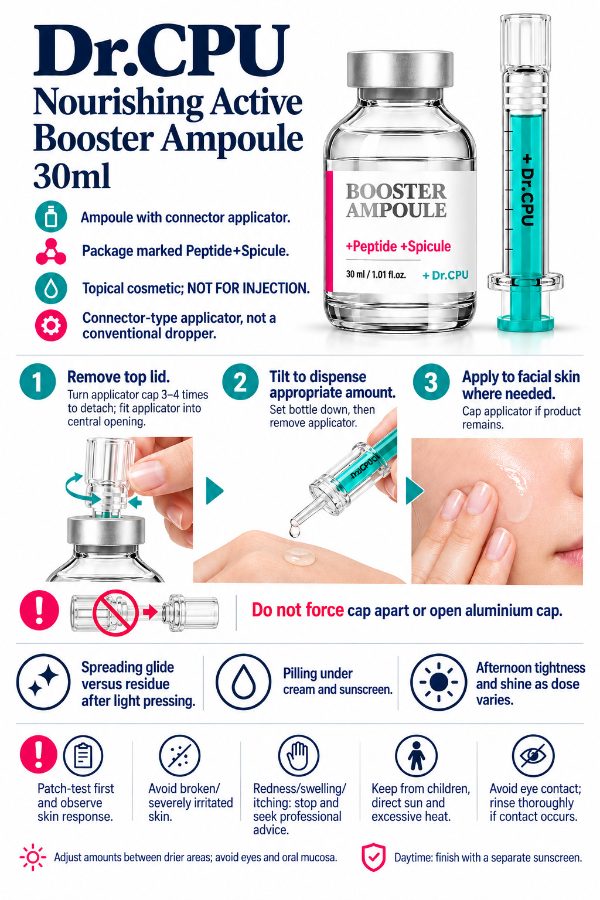 Dr.CPU
Nourishing Active
Booster Ampoule
30ml
Ampoule with connector applicator.
Package marked Peptide+Spicule.
Topical cosmetic; NOT FOR INJECTION.
Connector-type applicator, not a
conventional dropper.
BOOSTER
AMPOULE
+Peptide +Spicule
30 ml / 1.01 fl.oz. + Dr.CPU
+ Dr.CPU
1 Remove top lid.
Turn applicator cap 3–4 times
to detach; fit applicator into
central opening.
2 Tilt to dispense
appropriate amount.
Set bottle down, then
remove applicator.
3 Apply to facial skin
where needed.
Cap applicator if product
remains.
! Do not force cap apart or open aluminium cap.
Spreading glide
versus residue
after light pressing.
Pilling under
cream and sunscreen.
Afternoon tightness
and shine as dose
varies.
!
Patch-test first
and observe
skin response.
Avoid broken/
severely irritated
skin.
Redness/swelling/
itching: stop and
seek professional
advice.
Keep from children,
direct sun and
excessive heat.
Avoid eye contact;
rinse thoroughly
if contact occurs.
Adjust amounts between drier areas; avoid eyes and oral mucosa.
Daytime: finish with a separate sunscreen.